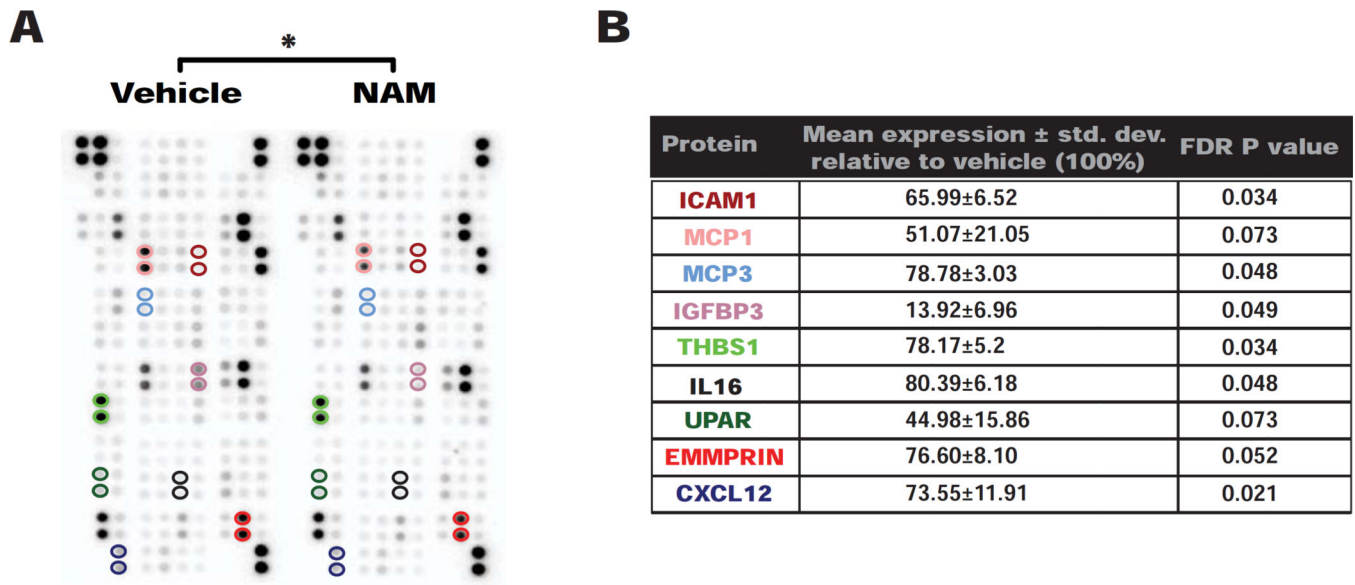 A
B
*
Vehicle NAM
Protein Mean expression ± std. dev. relative to vehicle (100%) FDR P value
ICAM1 65.99±6.52 0.034
MCP1 51.07±21.05 0.073
MCP3 78.78±3.03 0.048
IGFBP3 13.92±6.96 0.049
THBS1 78.17±5.2 0.034
IL16 80.39±6.18 0.048
UPAR 44.98±15.86 0.073
EMMPRIN 76.60±8.10 0.052
CXCL12 73.55±11.91 0.021